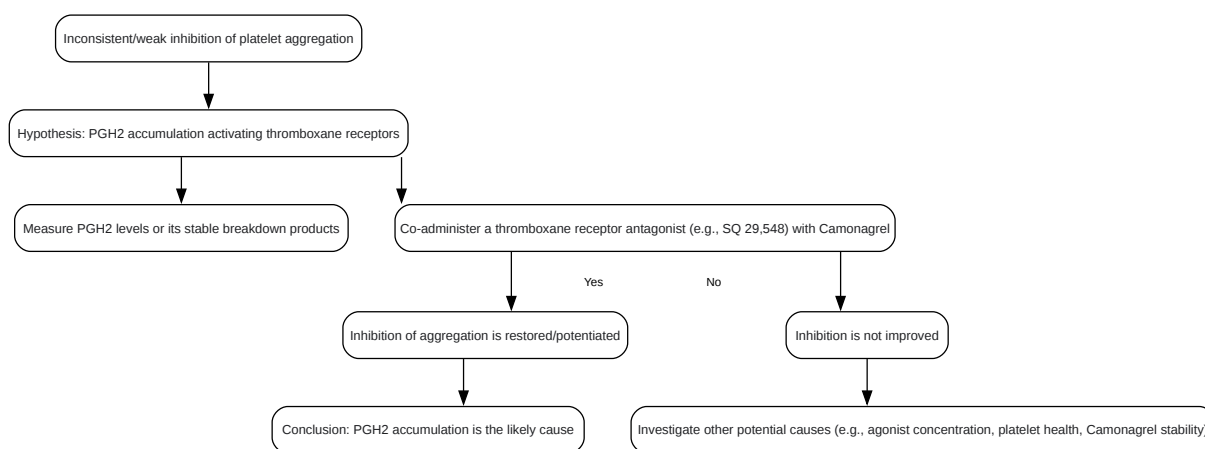 Inconsistent/weak inhibition of platelet aggregation
Hypothesis: PGH2 accumulation activating thromboxane receptors
Measure PGH2 levels or its stable breakdown products
Co-administer a thromboxane receptor antagonist (e.g., SQ 29,548) with Camonagrel
Yes
No
Inhibition of aggregation is restored/potentiated
Inhibition is not improved
Conclusion: PGH2 accumulation is the likely cause
Investigate other potential causes (e.g., agonist concentration, platelet health, Camonagrel stability)